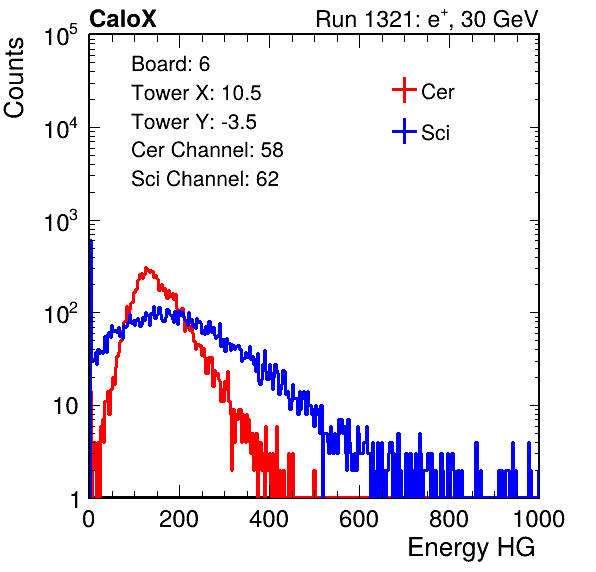 CaloX Run 1321: e⁺, 30 GeV
Counts
Board: 6
Tower X: 10.5
Tower Y: -3.5
Cer Channel: 58
Sci Channel: 62
Cer
Sci
10⁵
10⁴
10³
10²
10
1
0 200 400 600 800 1000
Energy HG